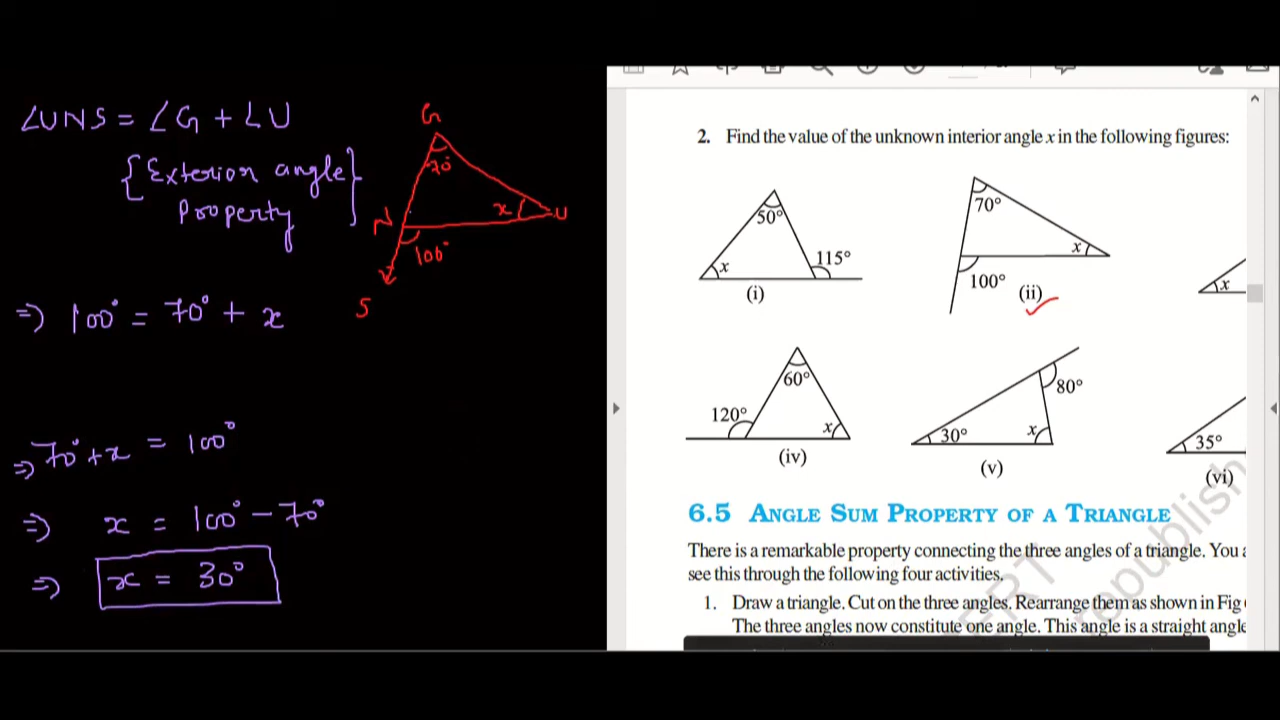 ∠UNS = ∠G + ∠U
{Exterior angle
Property}
⇒ 100° = 70° + x
⇒ 70° + x = 100°
⇒ x = 100° - 70°
⇒ x = 30°
G
70°
N
x
U
100°
S
2. Find the value of the unknown interior angle x in the following figures:
50°
x
115°
(i)
70°
x
100°
(ii)
x
60°
120°
x
(iv)
80°
30°
x
(v)
35°
(vi)
6.5 ANGLE SUM PROPERTY OF A TRIANGLE
There is a remarkable property connecting the three angles of a triangle. You
see this through the following four activities.
1. Draw a triangle. Cut on the three angles. Rearrange them as shown in Fig
The three angles now constitute one angle. This angle is a straight angle
republish